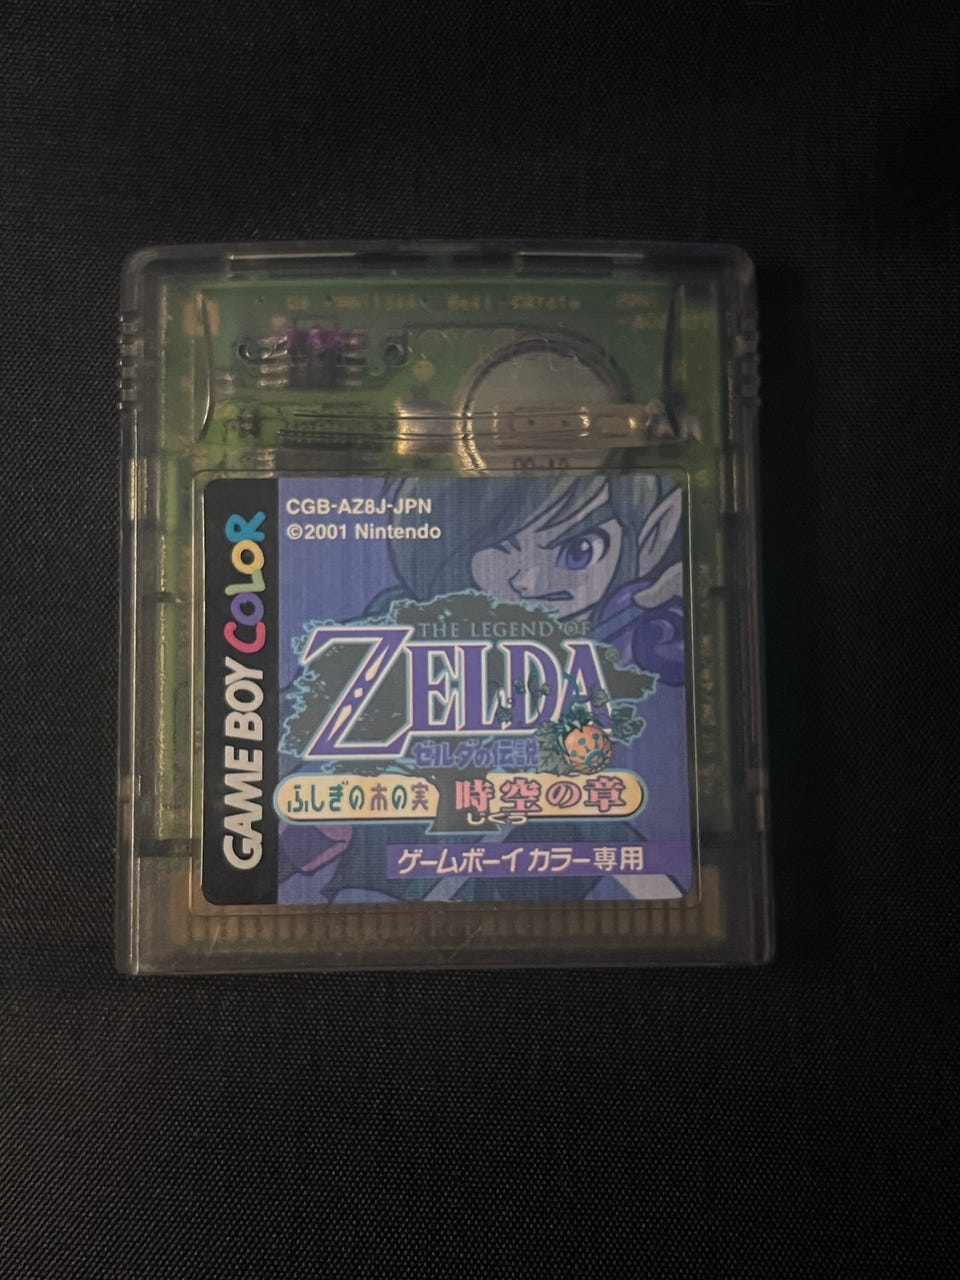 CGB-AZ8J-JPN
©2001 Nintendo
GAME BOY COLOR
THE LEGEND OF
ZELDA
ゼルダの伝説
ふしぎの木の実 時空の章
じくう
ゲームボーイカラー専用